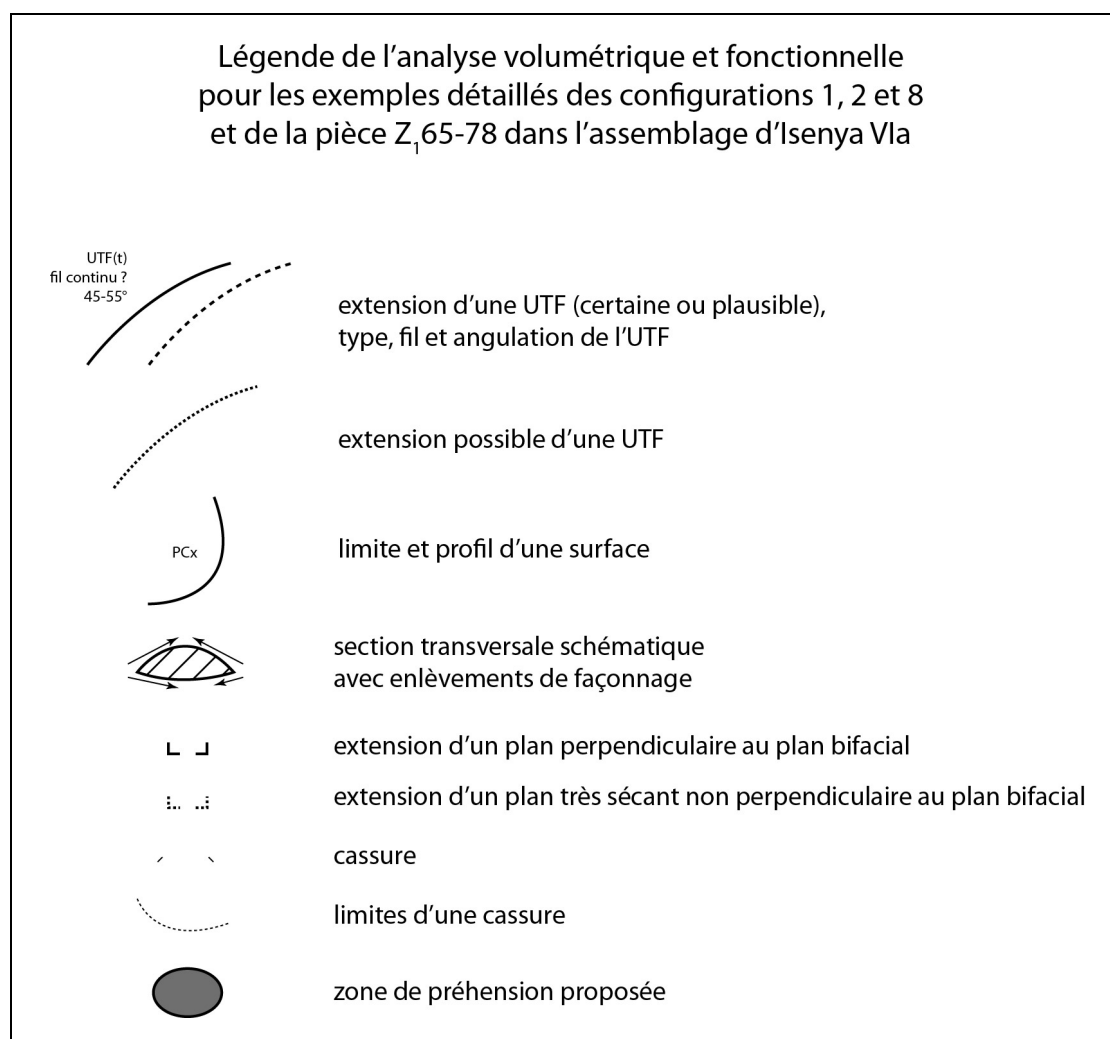 Légende de l'analyse volumétrique et fonctionnelle
pour les exemples détaillés des configurations 1, 2 et 8
et de la pièce Z₁65-78 dans l'assemblage d'Isenya VIa
UTF(t)
fil continu ?
45-55°
extension d'une UTF (certaine ou plausible),
type, fil et angulation de l'UTF
extension possible d'une UTF
PCx
limite et profil d'une surface
section transversale schématique
avec enlèvements de façonnage
extension d'un plan perpendiculaire au plan bifacial
extension d'un plan très sécant non perpendiculaire au plan bifacial
cassure
limites d'une cassure
zone de préhension proposée